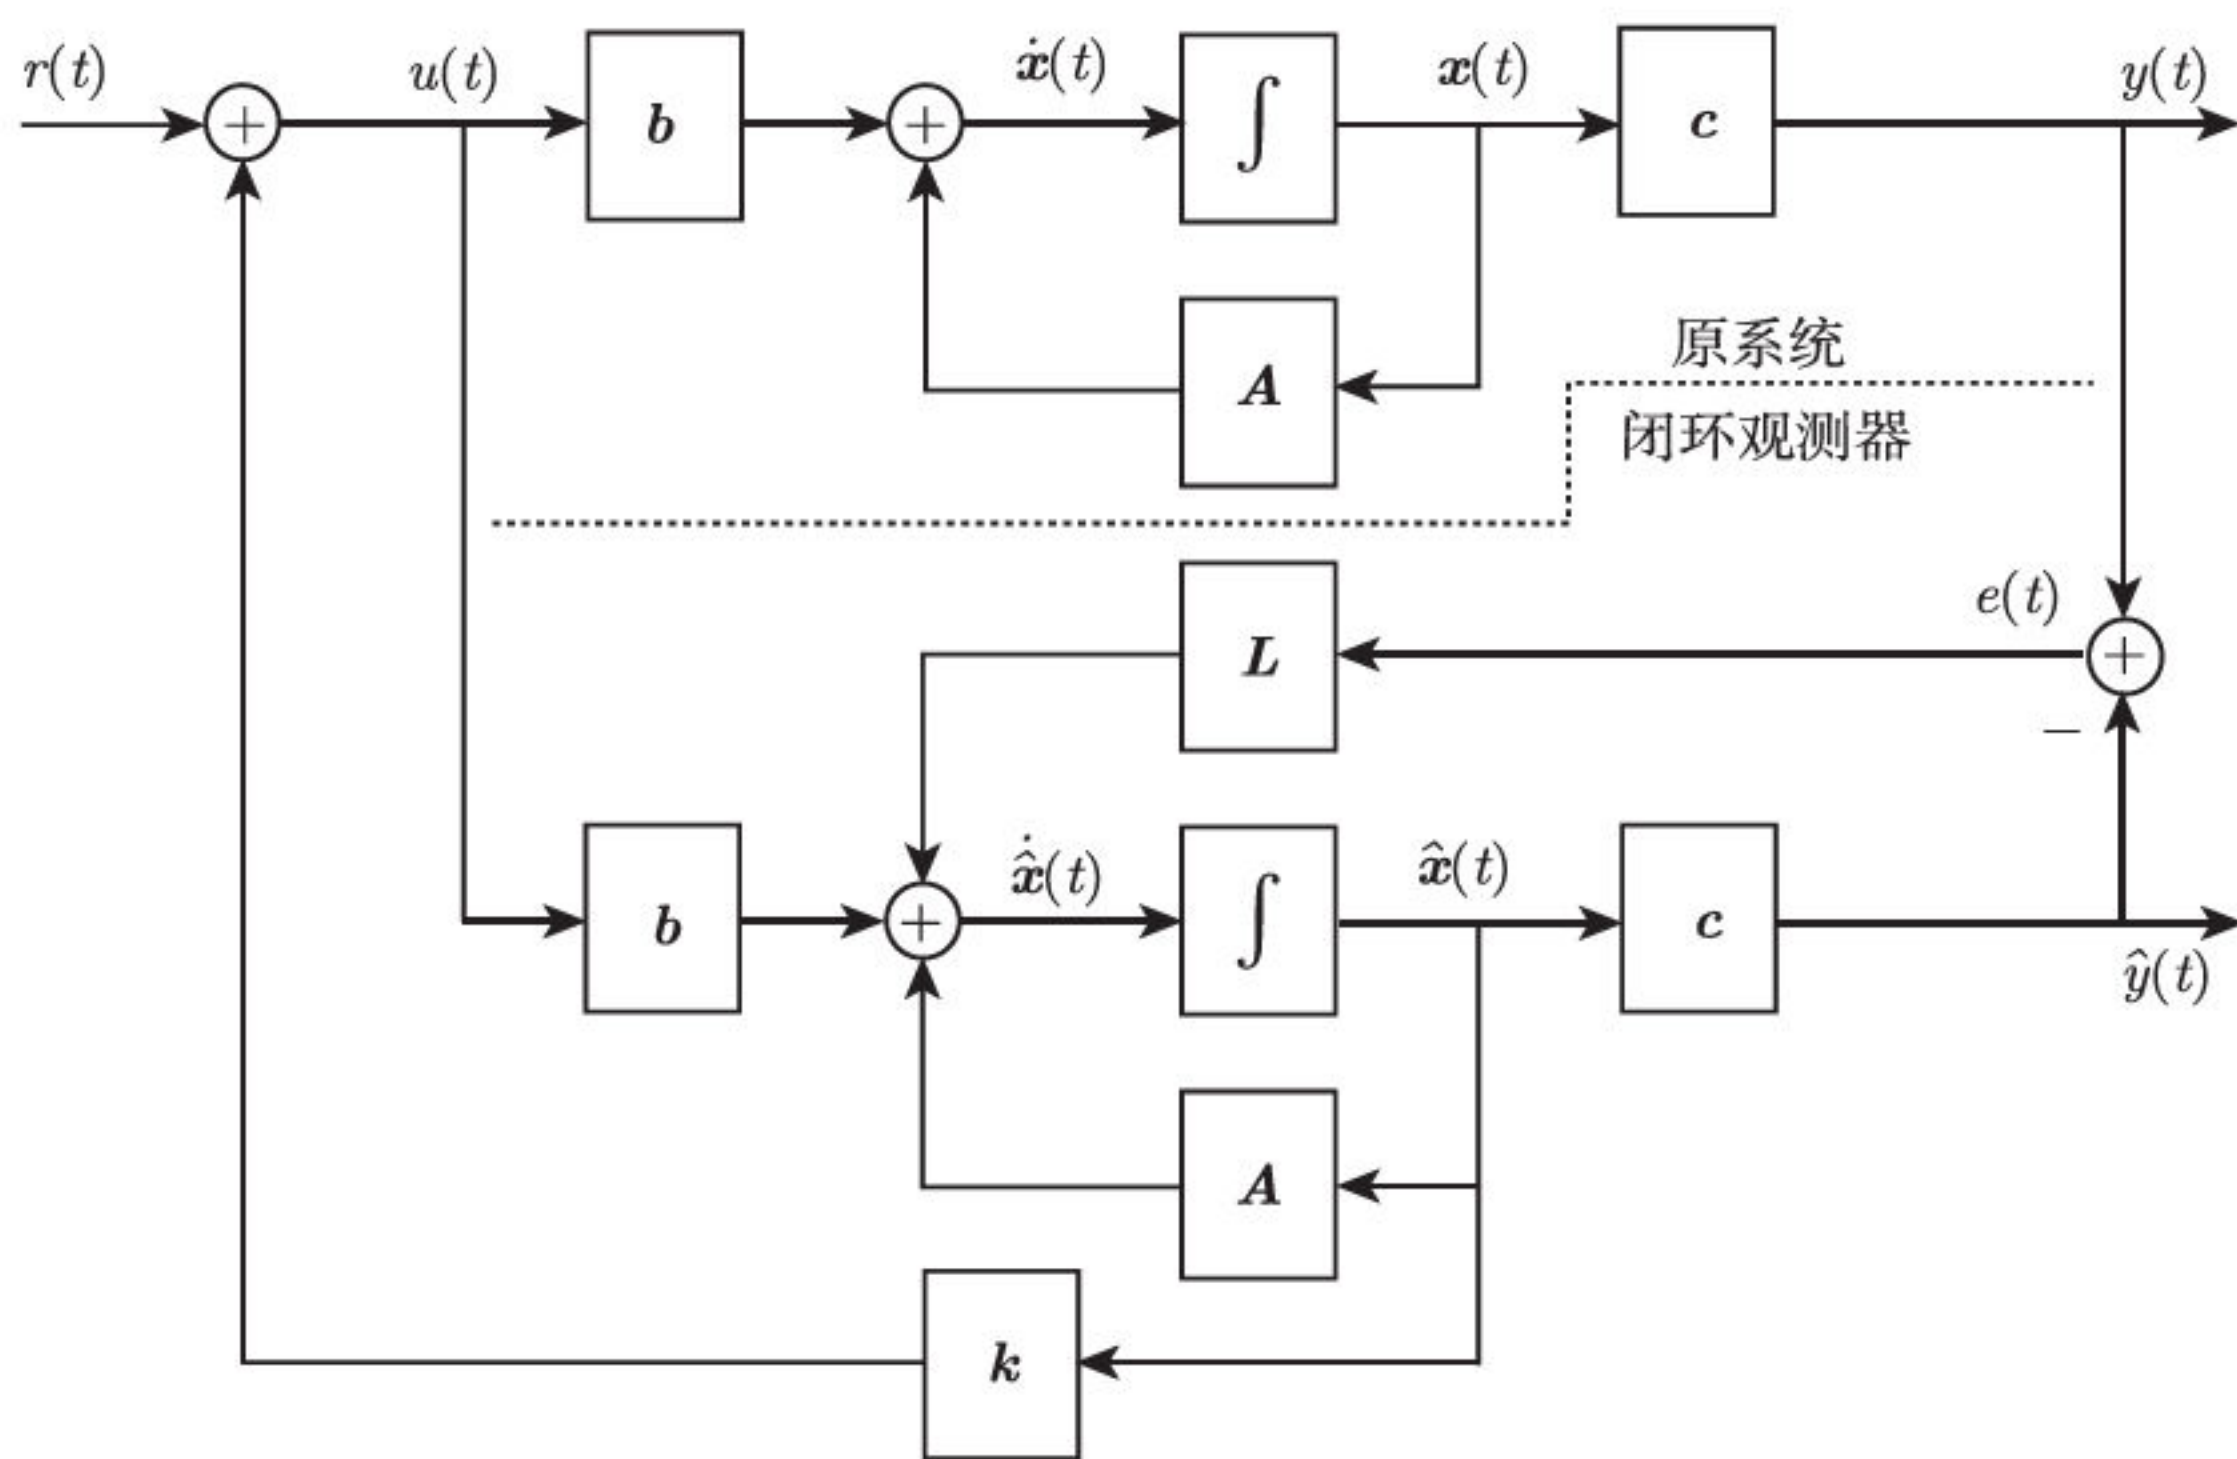 r(t)
u(t)
b
ẋ(t)
∫
x(t)
c
y(t)
A
原系统
闭环观测器
L
e(t)
−
b
x̂̇(t)
∫
x̂(t)
c
ŷ(t)
A
k
+
+
+
+